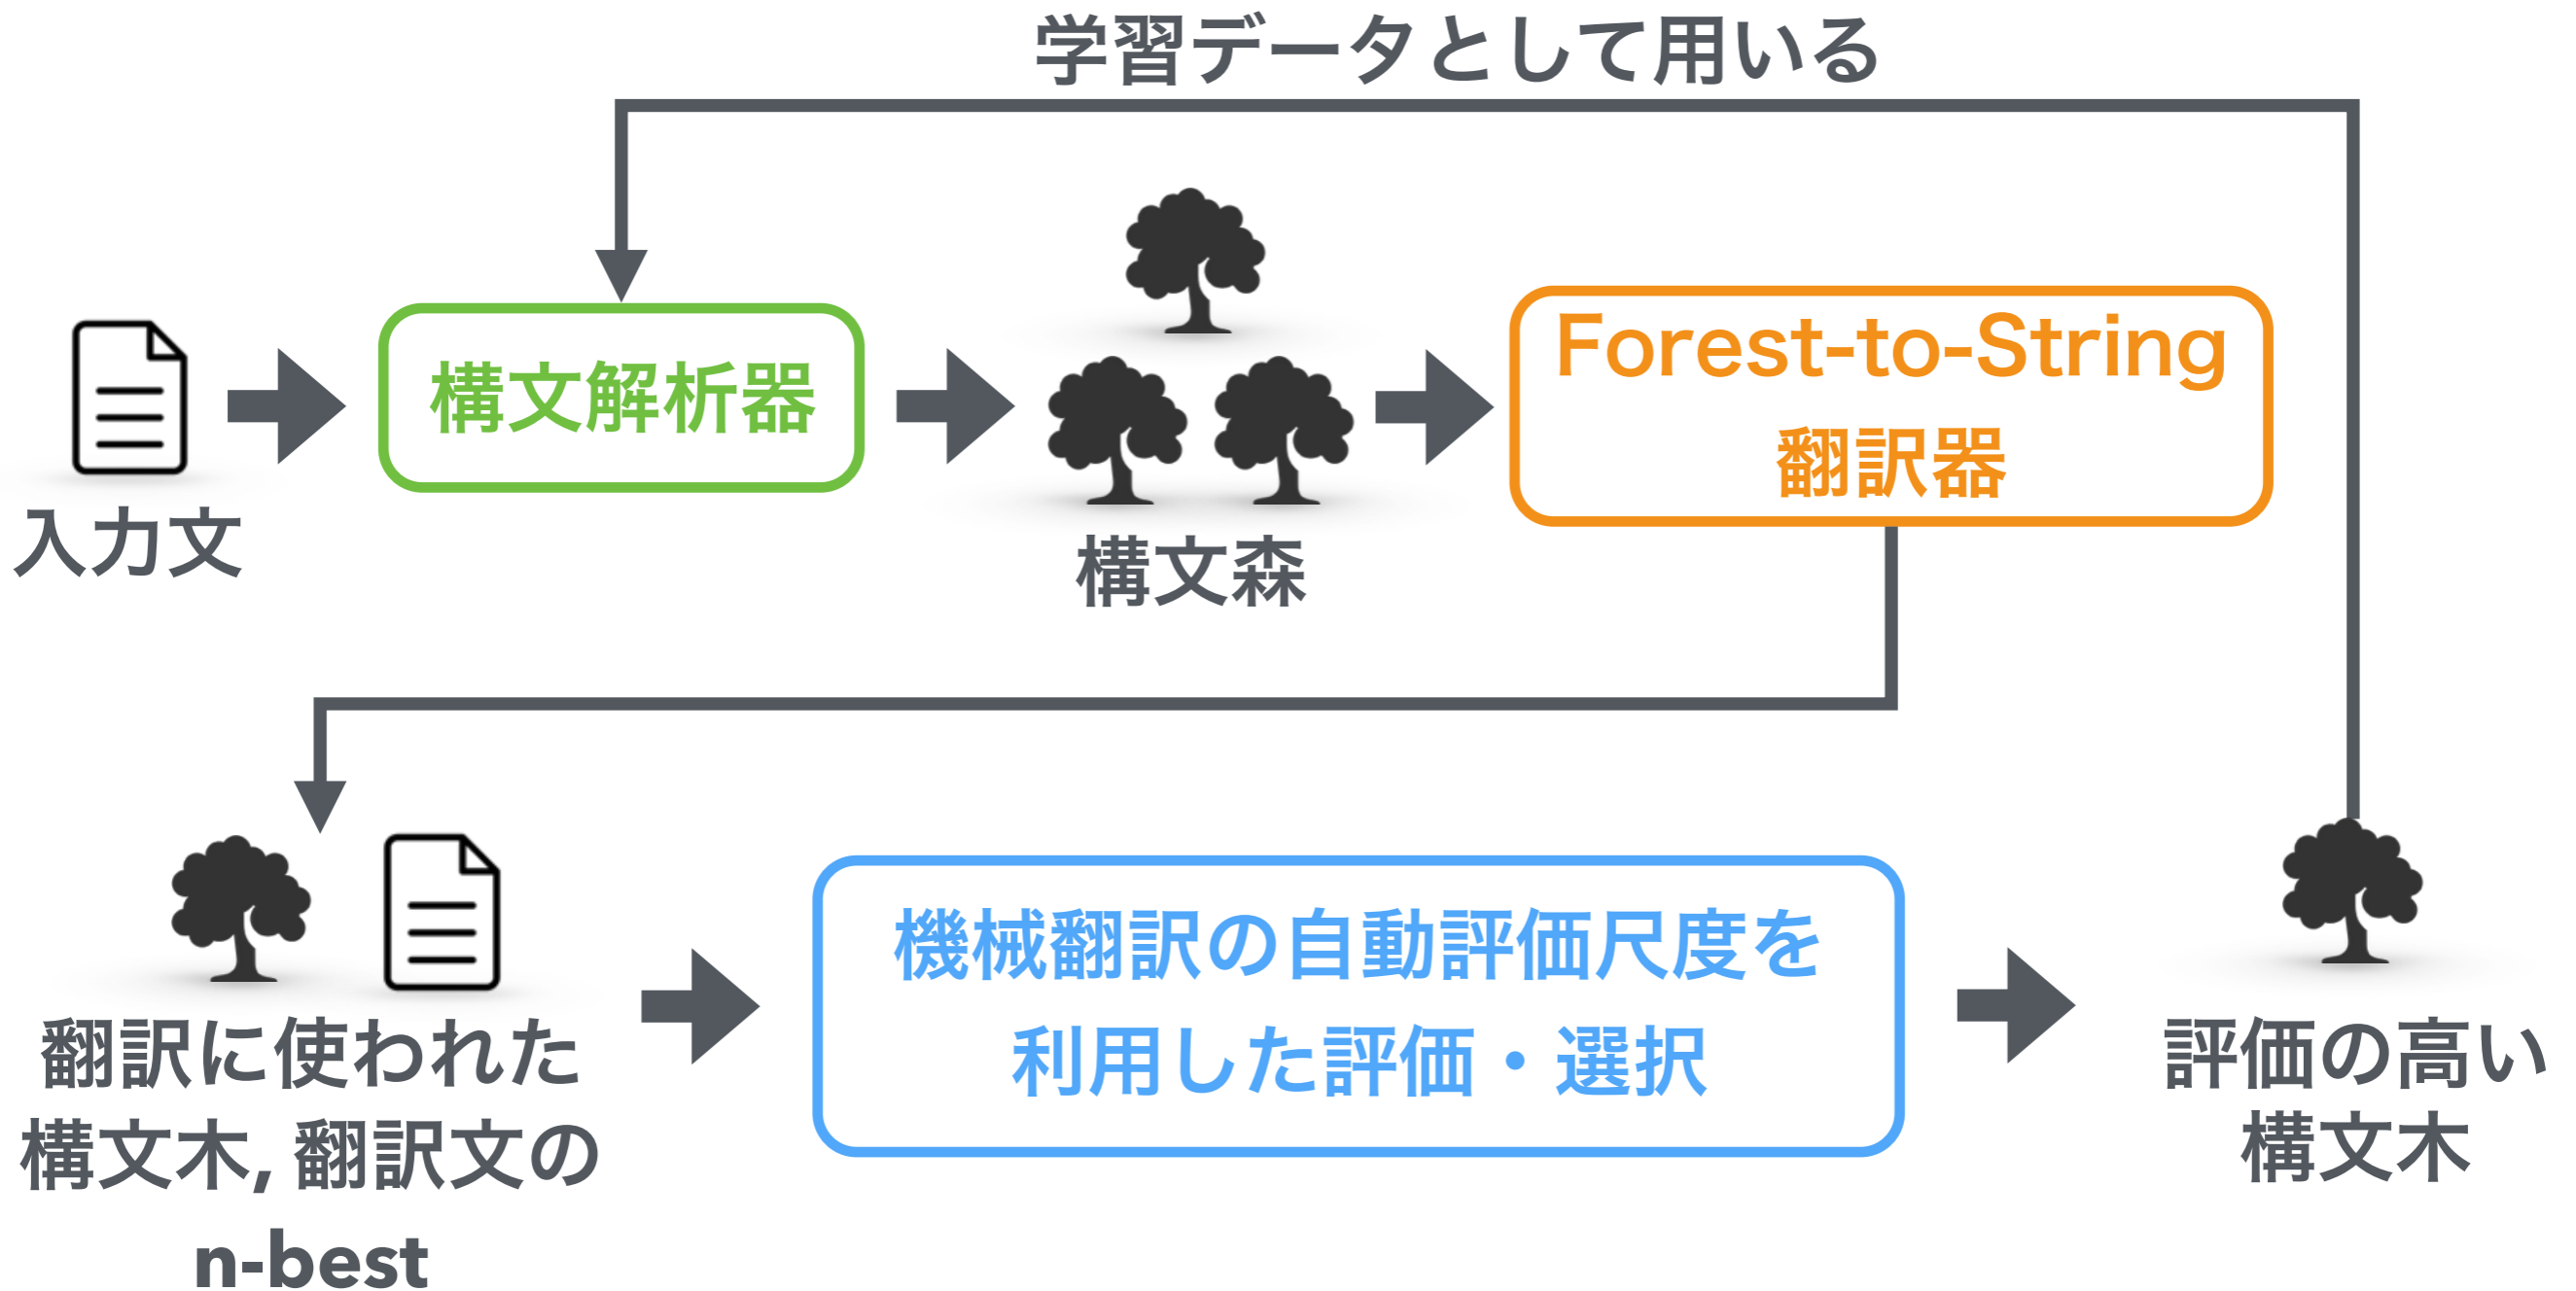 学習データとして用いる
入力文
構文解析器
構文森
Forest-to-String
翻訳器
翻訳に使われた
構文木, 翻訳文の
n-best
機械翻訳の自動評価尺度を
利用した評価・選択
評価の高い
構文木